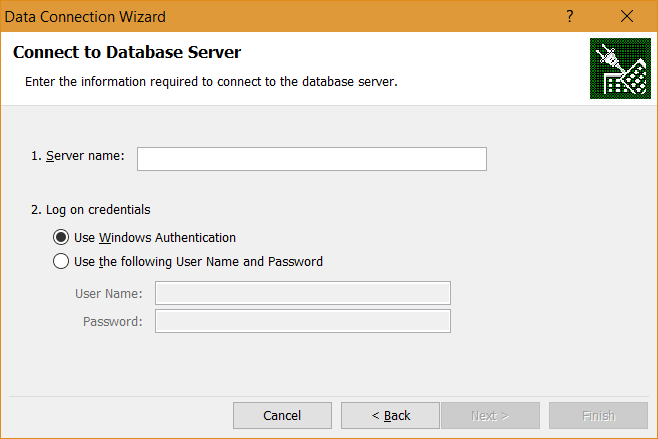 Data Connection Wizard ?
Connect to Database Server
Enter the information required to connect to the database server.
1. Server name:
2. Log on credentials
Use Windows Authentication
Use the following User Name and Password
User Name:
Password:
Cancel < Back Next > Finish